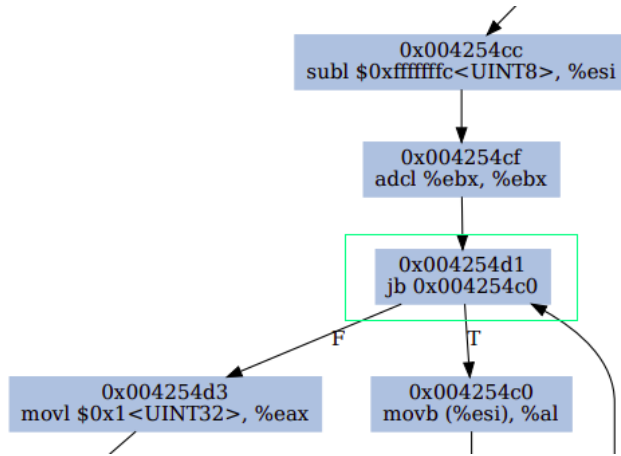 0x004254cc
subl $0xfffffffc<UINT8>, %esi
0x004254cf
adcl %ebx, %ebx
0x004254d1
jb 0x004254c0
F
T
0x004254d3
movl $0x1<UINT32>, %eax
0x004254c0
movb (%esi), %al